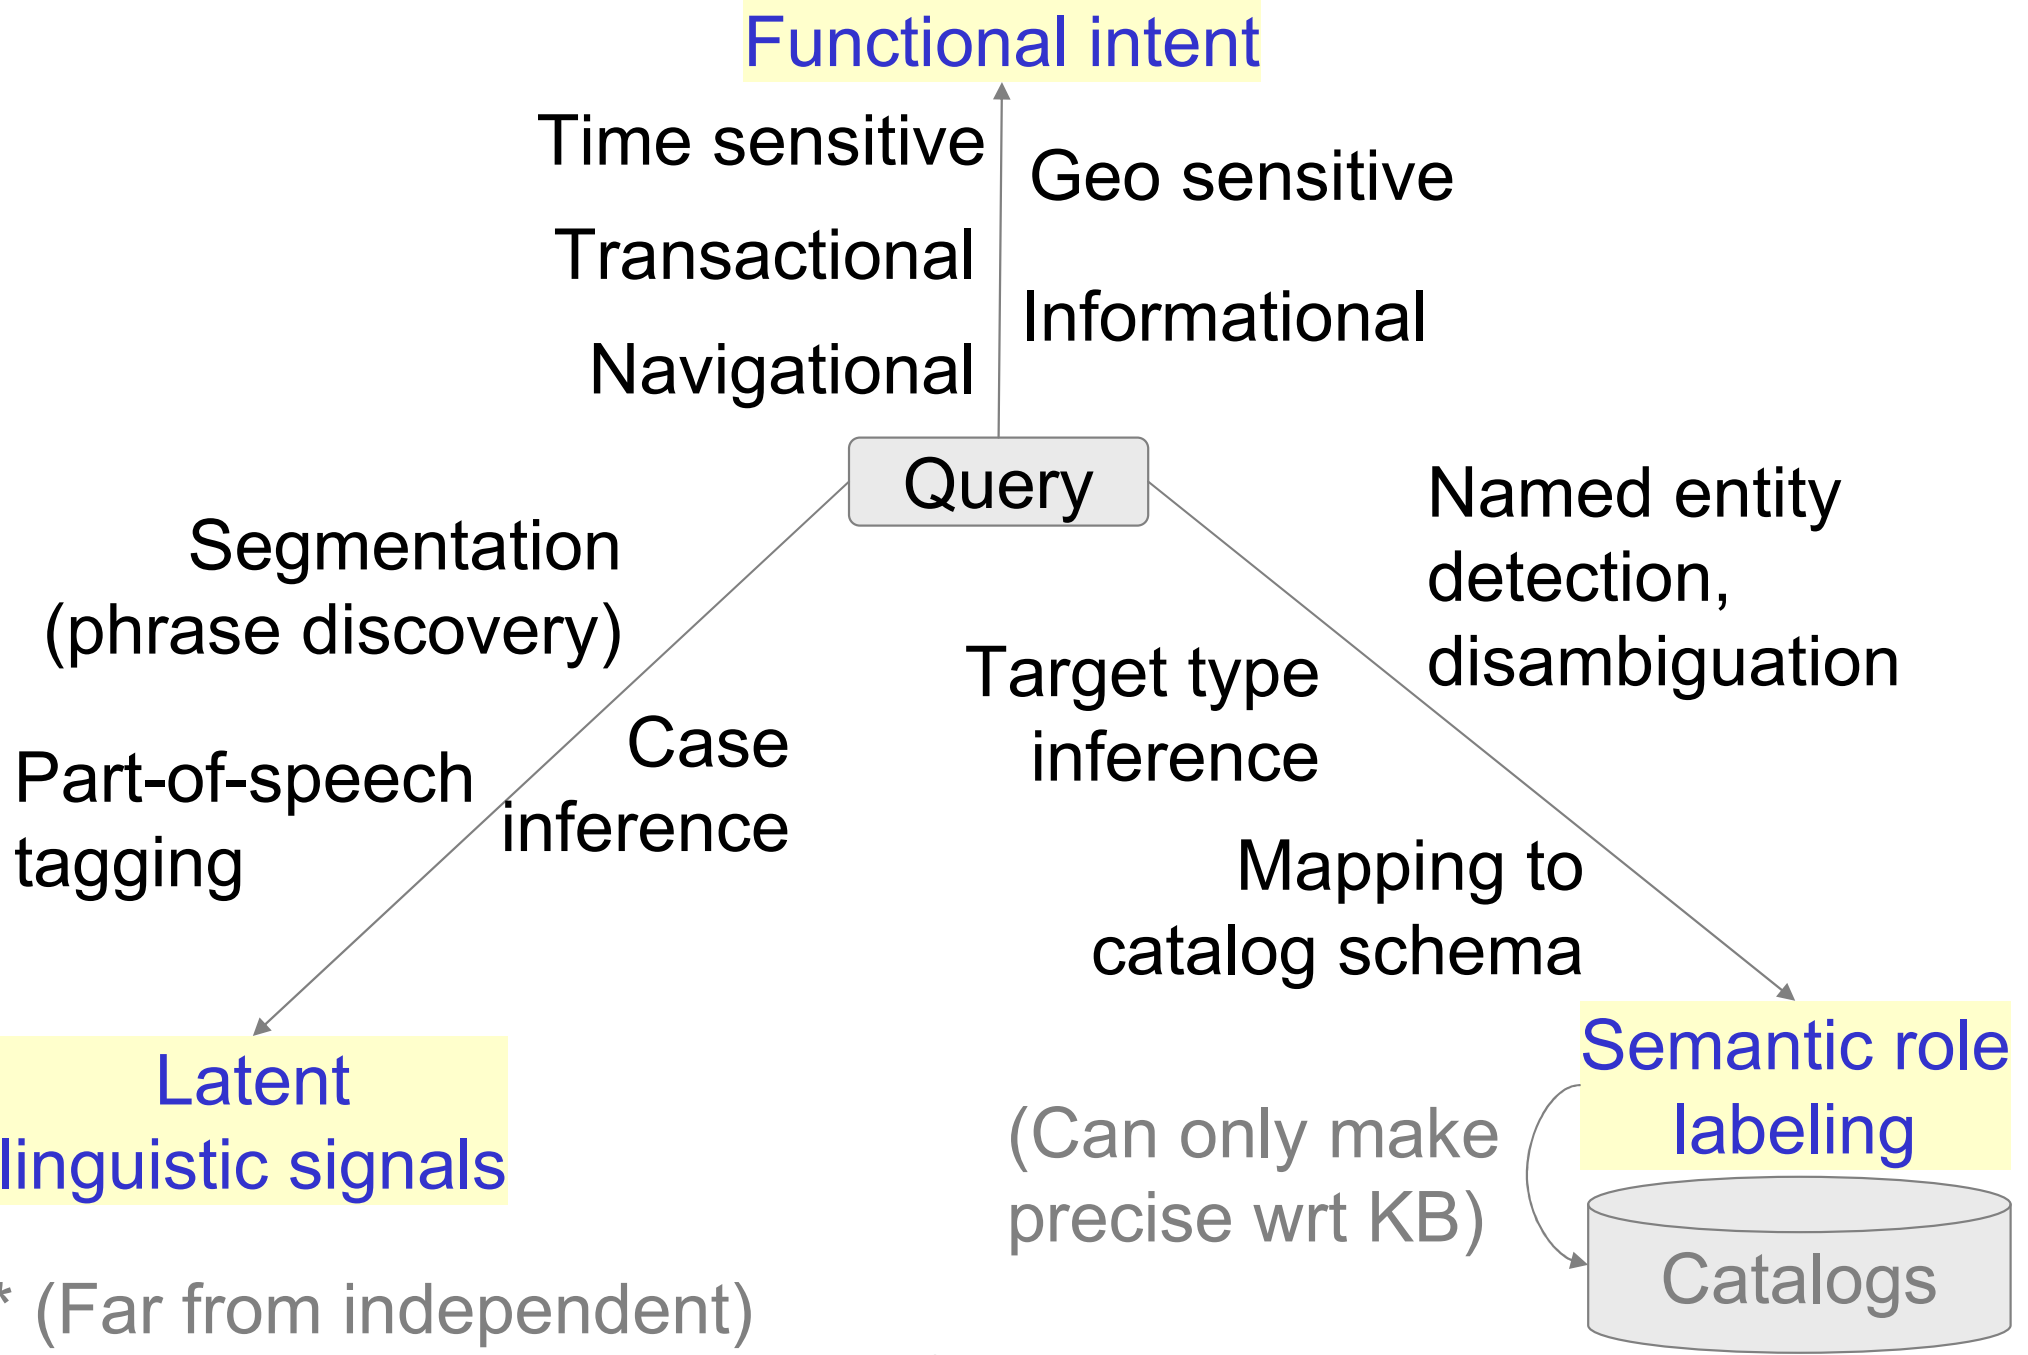 Functional intent
Time sensitive
Geo sensitive
Transactional
Informational
Navigational
Query
Segmentation
(phrase discovery)
Named entity
detection,
disambiguation
Target type
inference
Case
inference
Part-of-speech
tagging
Mapping to
catalog schema
Latent
linguistic signals
Semantic role
labeling
(Can only make
precise wrt KB)
Catalogs
* (Far from independent)